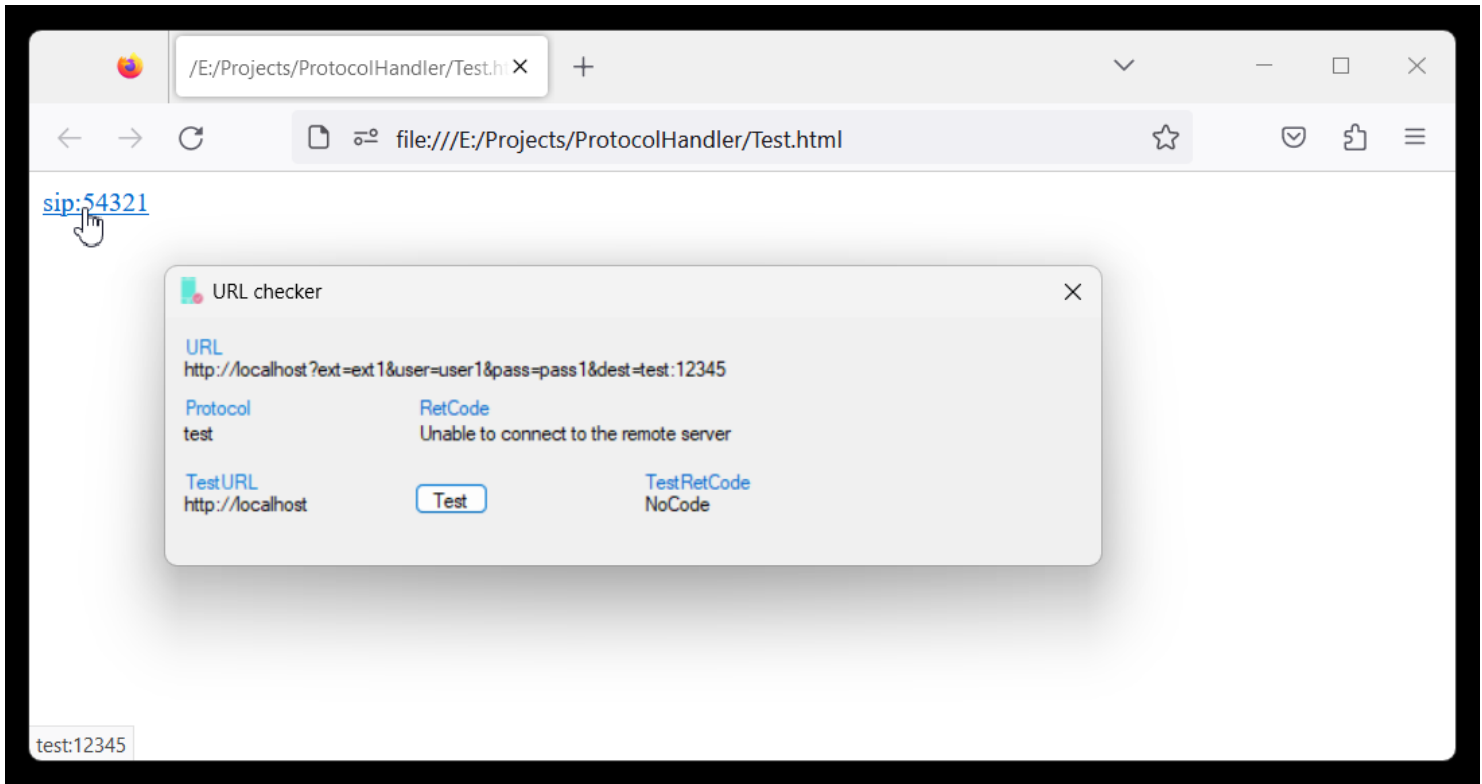 /E:/Projects/ProtocolHandler/Test.h
file:///E:/Projects/ProtocolHandler/Test.html
sip:54321
URL checker
URL
http://localhost?ext=ext1&user=user1&pass=pass1&dest=test:12345
Protocol RetCode
test Unable to connect to the remote server
TestURL TestRetCode
http://localhost Test NoCode
test:12345